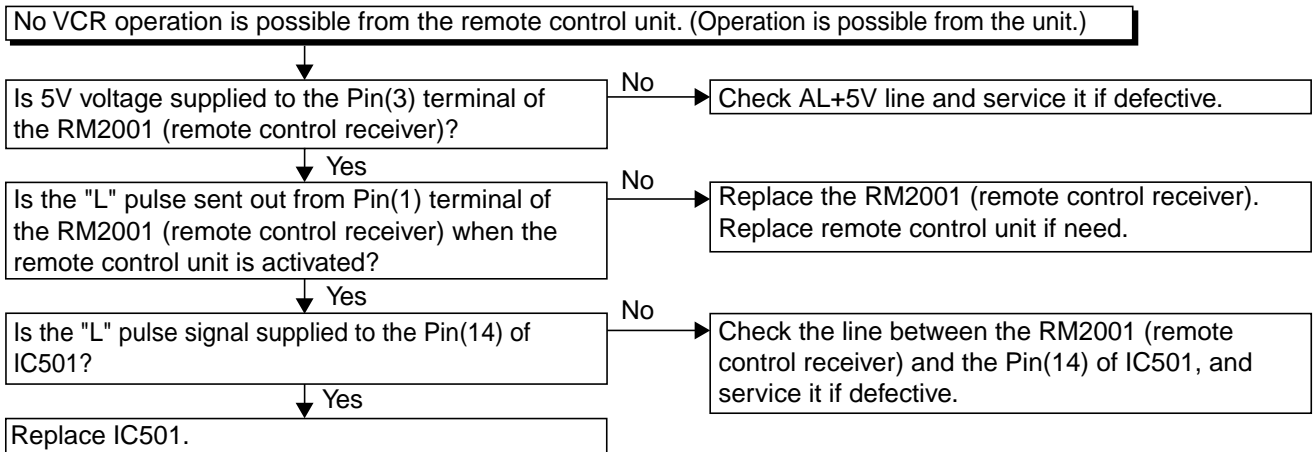 No VCR operation is possible from the remote control unit. (Operation is possible from the unit.)
Is 5V voltage supplied to the Pin(3) terminal of
the RM2001 (remote control receiver)?
No
Check AL+5V line and service it if defective.
Yes
Is the "L" pulse sent out from Pin(1) terminal of
the RM2001 (remote control receiver) when the
remote control unit is activated?
No
Replace the RM2001 (remote control receiver).
Replace remote control unit if need.
Yes
Is the "L" pulse signal supplied to the Pin(14) of
IC501?
No
Check the line between the RM2001 (remote
control receiver) and the Pin(14) of IC501, and
service it if defective.
Yes
Replace IC501.